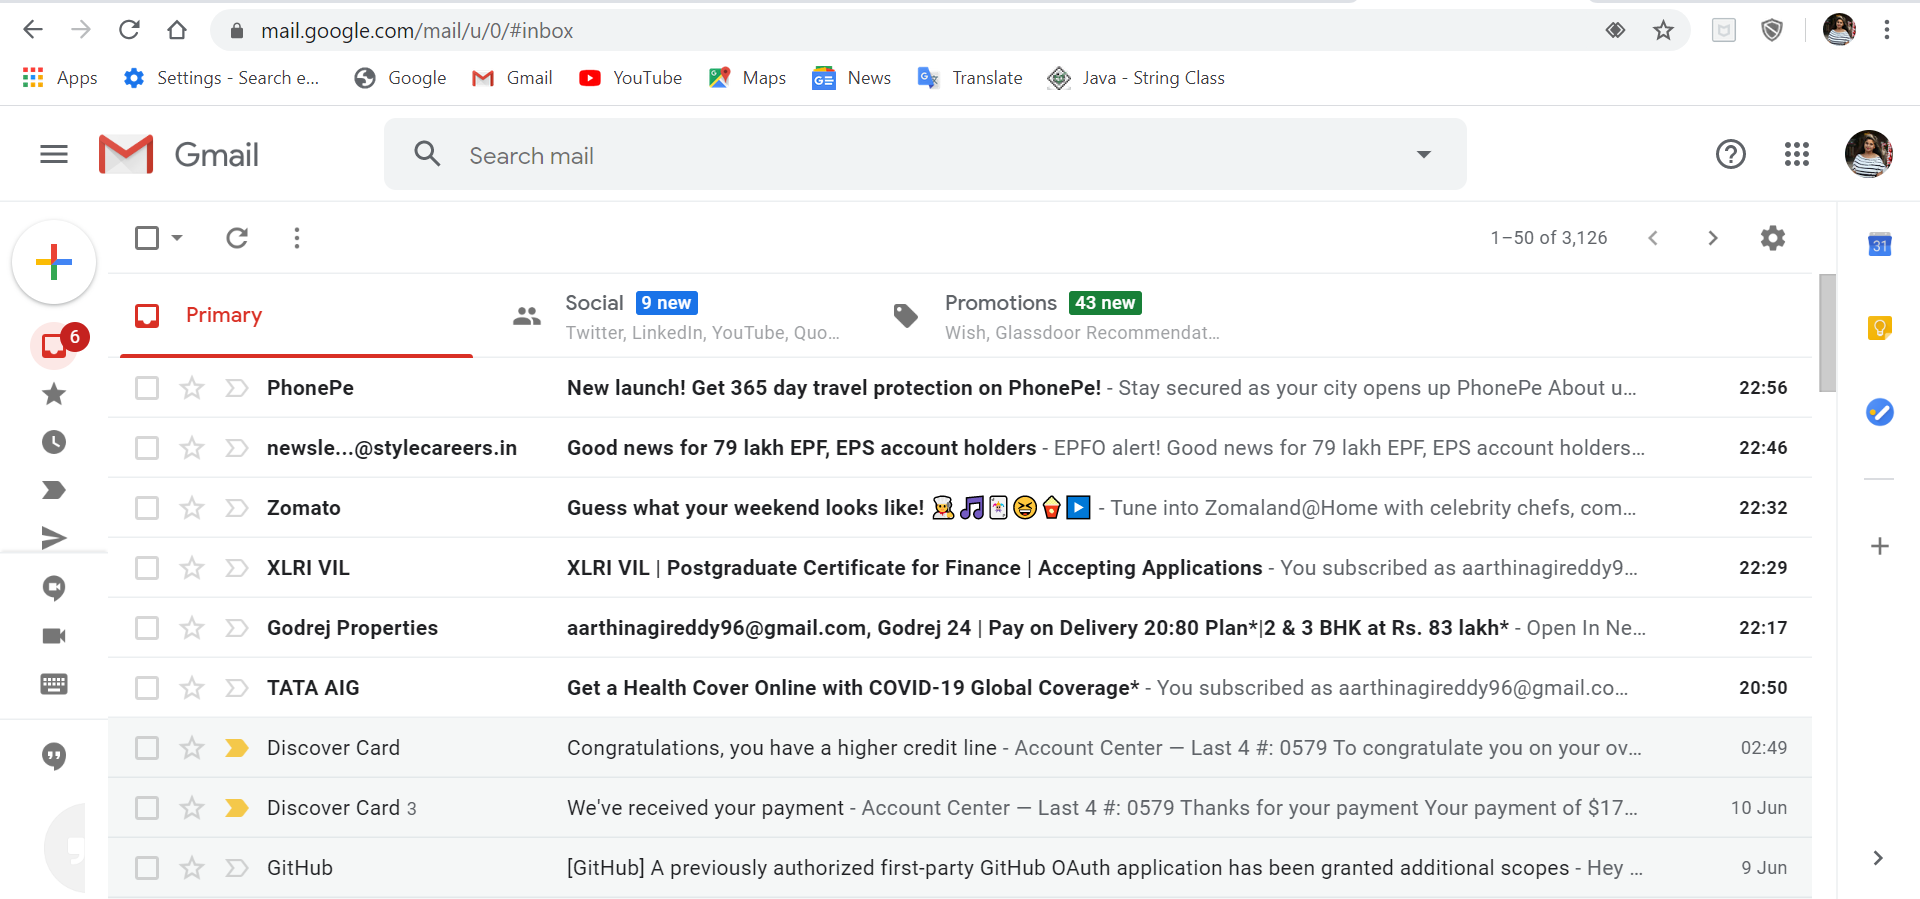 mail.google.com/mail/u/0/#inbox
Apps Settings - Search e... Google Gmail YouTube Maps News Translate Java - String Class
Gmail Search mail
1–50 of 3,126
31
6
Primary
Social 9 new
Twitter, LinkedIn, YouTube, Quo...
Promotions 43 new
Wish, Glassdoor Recommendat...
PhonePe New launch! Get 365 day travel protection on PhonePe! - Stay secured as your city opens up PhonePe About u... 22:56
newsle...@stylecareers.in Good news for 79 lakh EPF, EPS account holders - EPFO alert! Good news for 79 lakh EPF, EPS account holders... 22:46
Zomato Guess what your weekend looks like! 👨‍🍳🎵🃏😆🍿▶️ - Tune into Zomaland@Home with celebrity chefs, com... 22:32
XLRI VIL XLRI VIL | Postgraduate Certificate for Finance | Accepting Applications - You subscribed as aarthinagireddy9... 22:29
Godrej Properties aarthinagireddy96@gmail.com, Godrej 24 | Pay on Delivery 20:80 Plan*|2 & 3 BHK at Rs. 83 lakh* - Open In Ne... 22:17
TATA AIG Get a Health Cover Online with COVID-19 Global Coverage* - You subscribed as aarthinagireddy96@gmail.co... 20:50
Discover Card Congratulations, you have a higher credit line - Account Center — Last 4 #: 0579 To congratulate you on your ov... 02:49
Discover Card 3 We've received your payment - Account Center — Last 4 #: 0579 Thanks for your payment Your payment of $17... 10 Jun
GitHub [GitHub] A previously authorized first-party GitHub OAuth application has been granted additional scopes - Hey ... 9 Jun